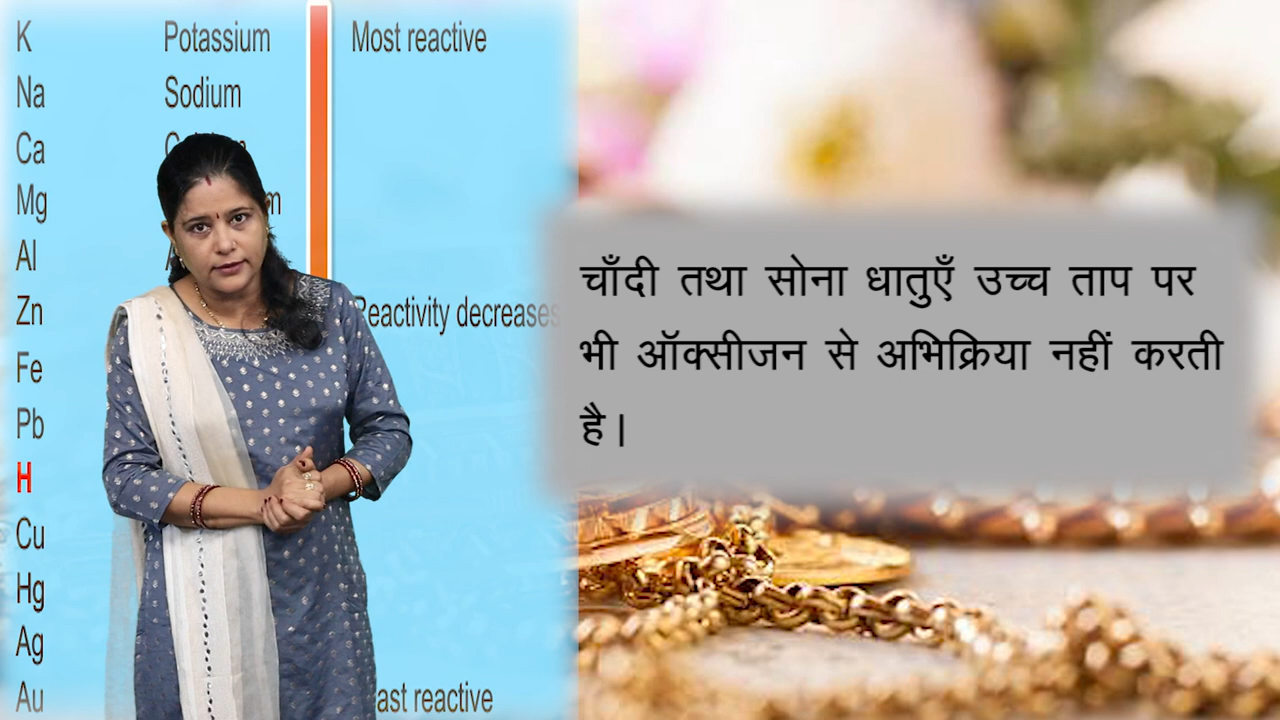 K Potassium Most reactive
Na Sodium
Ca
Mg
Al
Zn Reactivity decreases
Fe
Pb
H
Cu
Hg
Ag
Au reactive
चाँदी तथा सोना धातुएँ उच्च ताप पर
भी ऑक्सीजन से अभिक्रिया नहीं करती
है।